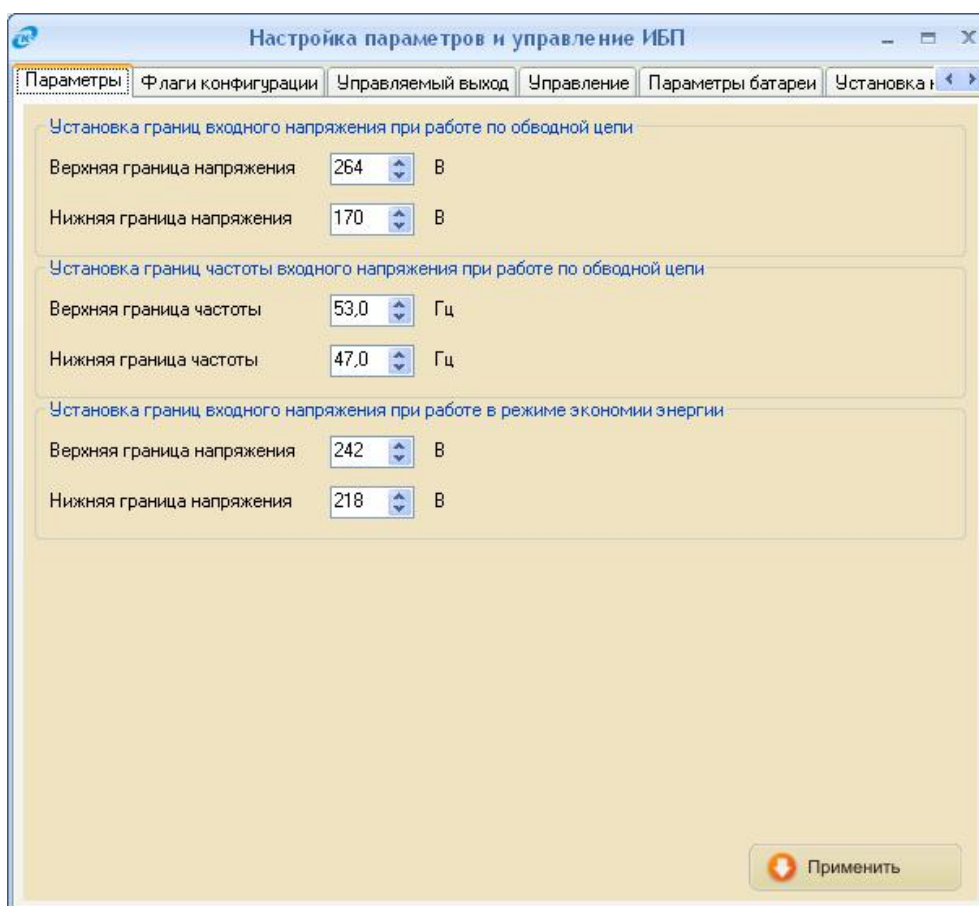 Настройка параметров и управление ИБП
Параметры Флаги конфигурации Управляемый выход Управление Параметры батареи Установка
Установка границ входного напряжения при работе по обводной цепи
Верхняя граница напряжения 264 В
Нижняя граница напряжения 170 В
Установка границ частоты входного напряжения при работе по обводной цепи
Верхняя граница частоты 53,0 Гц
Нижняя граница частоты 47,0 Гц
Установка границ входного напряжения при работе в режиме экономии энергии
Верхняя граница напряжения 242 В
Нижняя граница напряжения 218 В
Применить